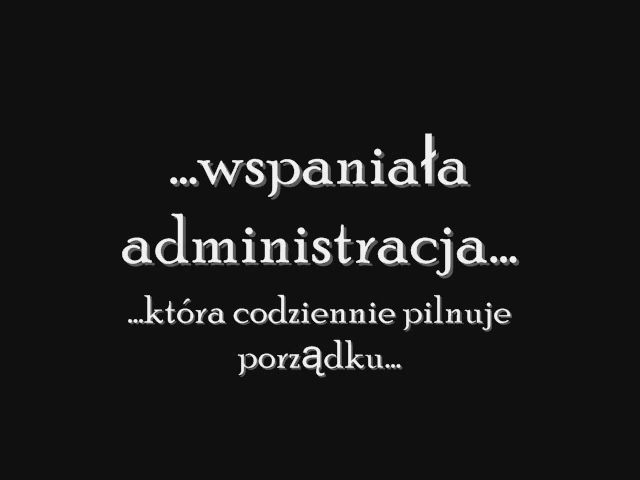 ...wspaniała
administracja...
...która codziennie pilnuje
porządku...